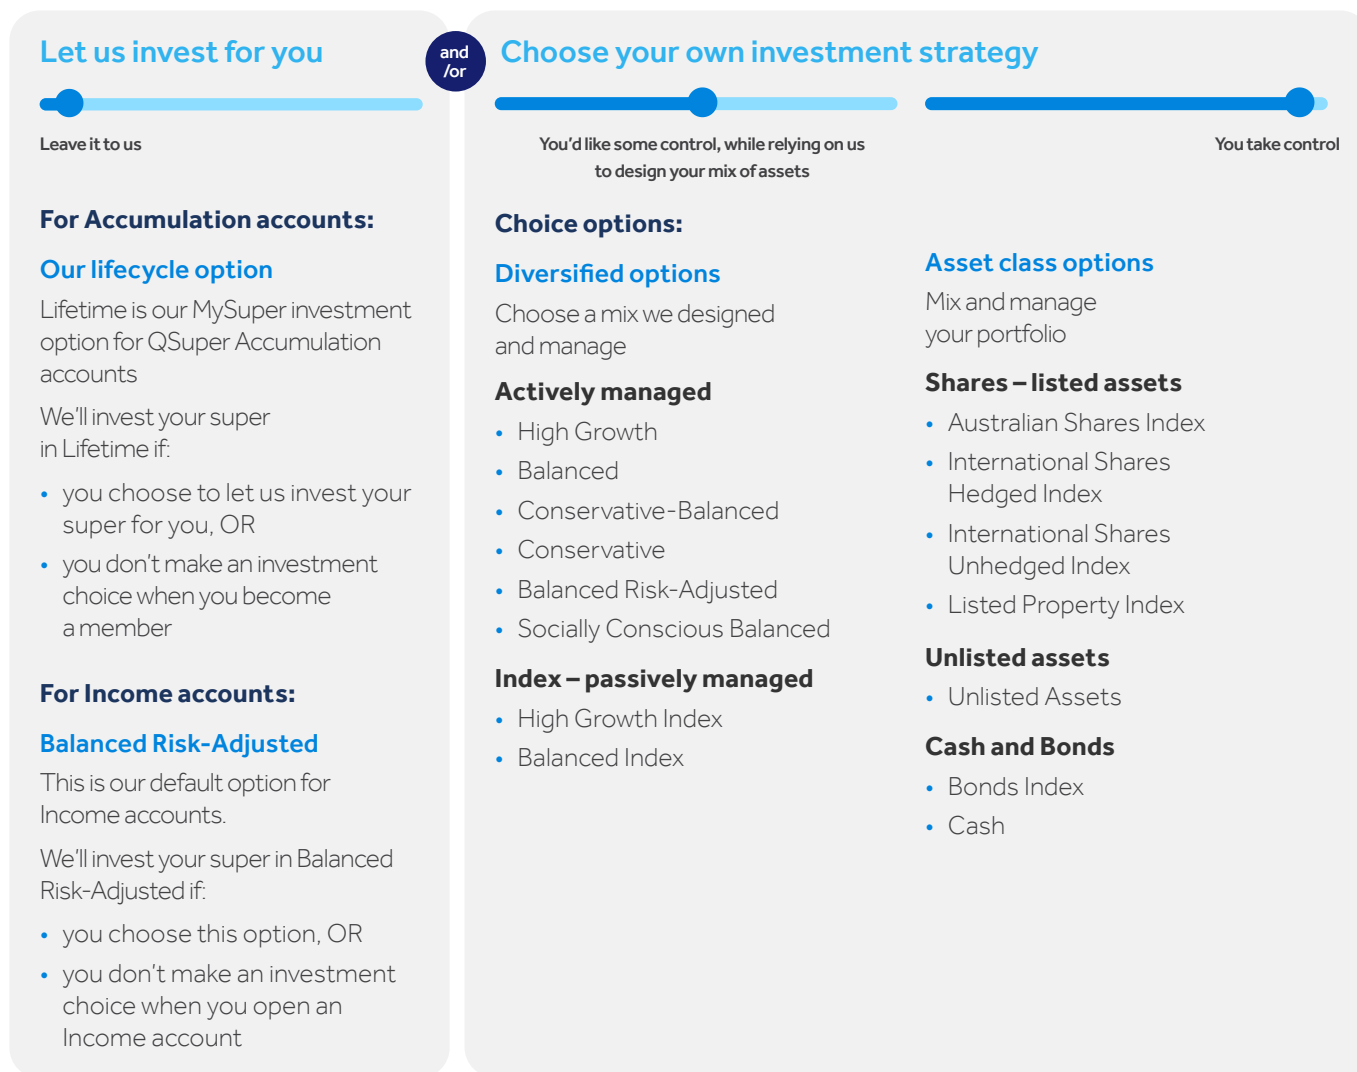 Let us invest for you
Leave it to us
For Accumulation accounts:
Our lifecycle option
Lifetime is our MySuper investment
option for QSuper Accumulation
accounts
We'll invest your super
in Lifetime if:
• you choose to let us invest your
super for you, OR
• you don't make an investment
choice when you become
a member
For Income accounts:
Balanced Risk-Adjusted
This is our default option for
Income accounts.
We'll invest your super in Balanced
Risk-Adjusted if:
• you choose this option, OR
• you don't make an investment
choice when you open an
Income account
and
/or
Choose your own investment strategy
You'd like some control, while relying on us
to design your mix of assets
Choice options:
Diversified options
Choose a mix we designed
and manage
Actively managed
• High Growth
• Balanced
• Conservative-Balanced
• Conservative
• Balanced Risk-Adjusted
• Socially Conscious Balanced
Index – passively managed
• High Growth Index
• Balanced Index
You take control
Asset class options
Mix and manage
your portfolio
Shares – listed assets
• Australian Shares Index
• International Shares
Hedged Index
• International Shares
Unhedged Index
• Listed Property Index
Unlisted assets
• Unlisted Assets
Cash and Bonds
• Bonds Index
• Cash